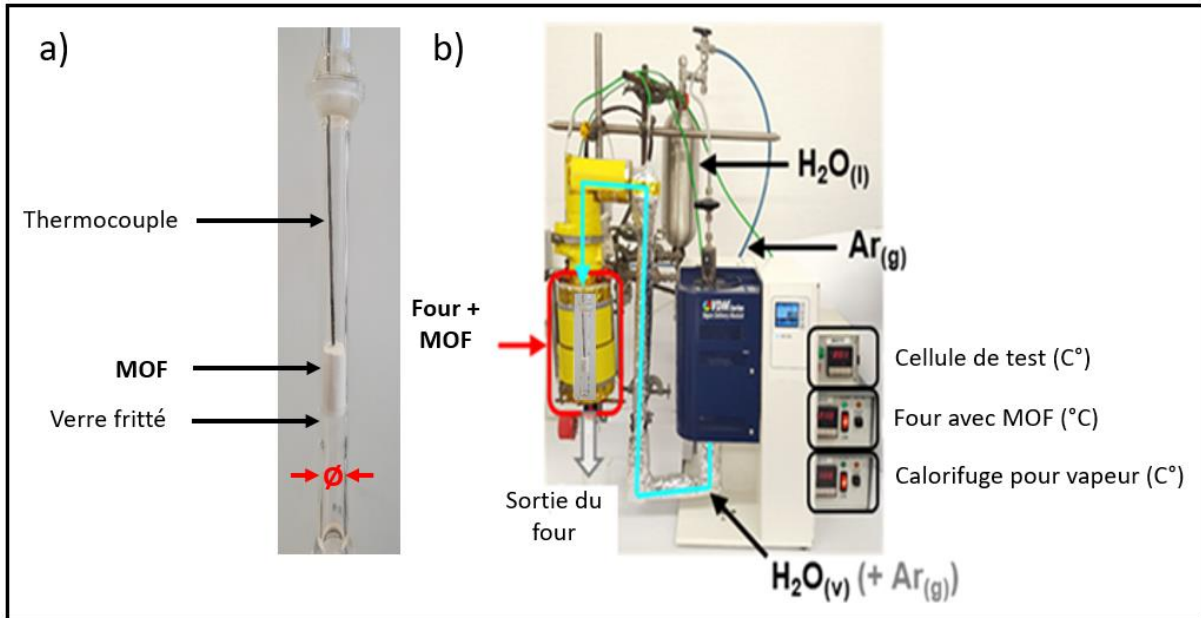 a)
Thermocouple
MOF
Verre fritté
Ø
b)
H₂O(l)
Ar(g)
Four +
MOF
Cellule de test (C°)
Four avec MOF (°C)
Calorifuge pour vapeur (C°)
Sortie du
four
H₂O(v) (+ Ar(g))